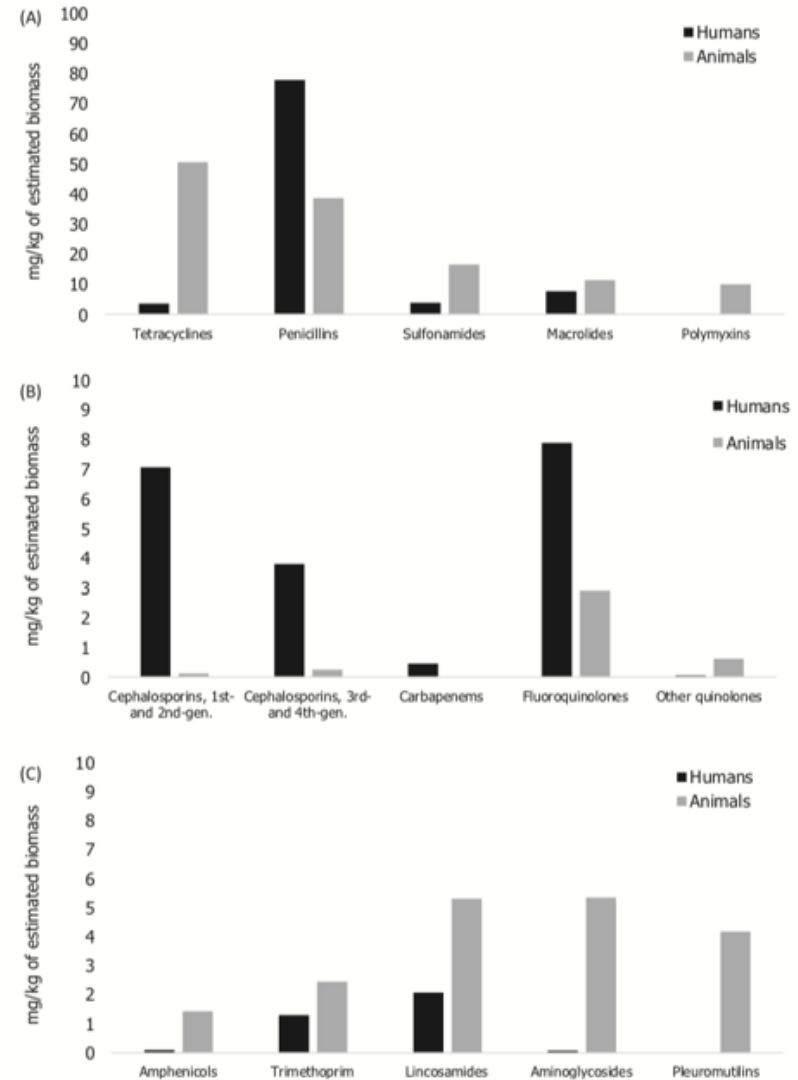 (A)
mg/kg of estimated biomass
100
90
80
70
60
50
40
30
20
10
0
Humans
Animals
Tetracyclines Penicillins Sulfonamides Macrolides Polymyxins
(B)
mg/kg of estimated biomass
10
9
8
7
6
5
4
3
2
1
0
Humans
Animals
Cephalosporins, 1st- Cephalosporins, 3rd- Carbapenems Fluoroquinolones Other quinolones
and 2nd-gen. and 4th-gen.
(C)
mg/kg of estimated biomass
10
9
8
7
6
5
4
3
2
1
0
Humans
Animals
Amphenicols Trimethoprim Lincosamides Aminoglycosides Pleuromutilins